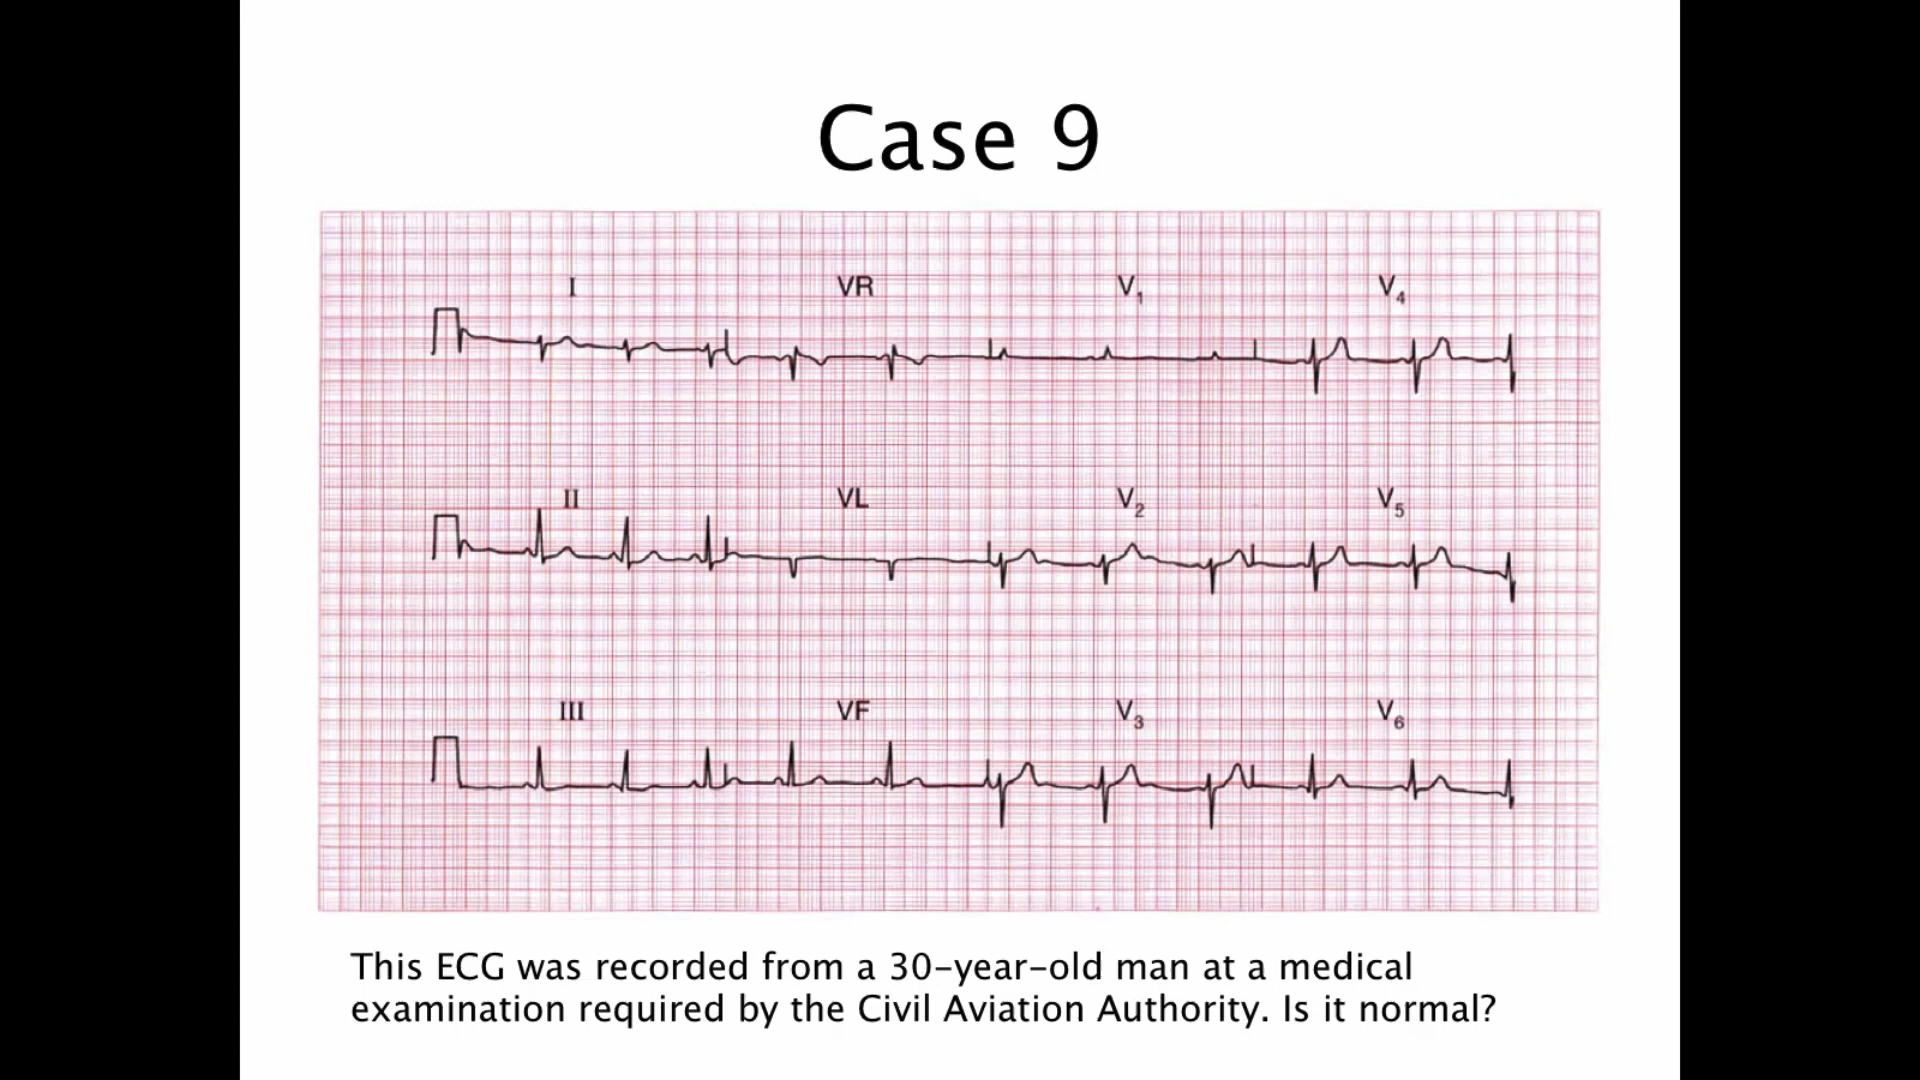 Case 9
I VR V₁ V₄
II VL V₂ V₅
III VF V₃ V₆
This ECG was recorded from a 30-year-old man at a medical
examination required by the Civil Aviation Authority. Is it normal?